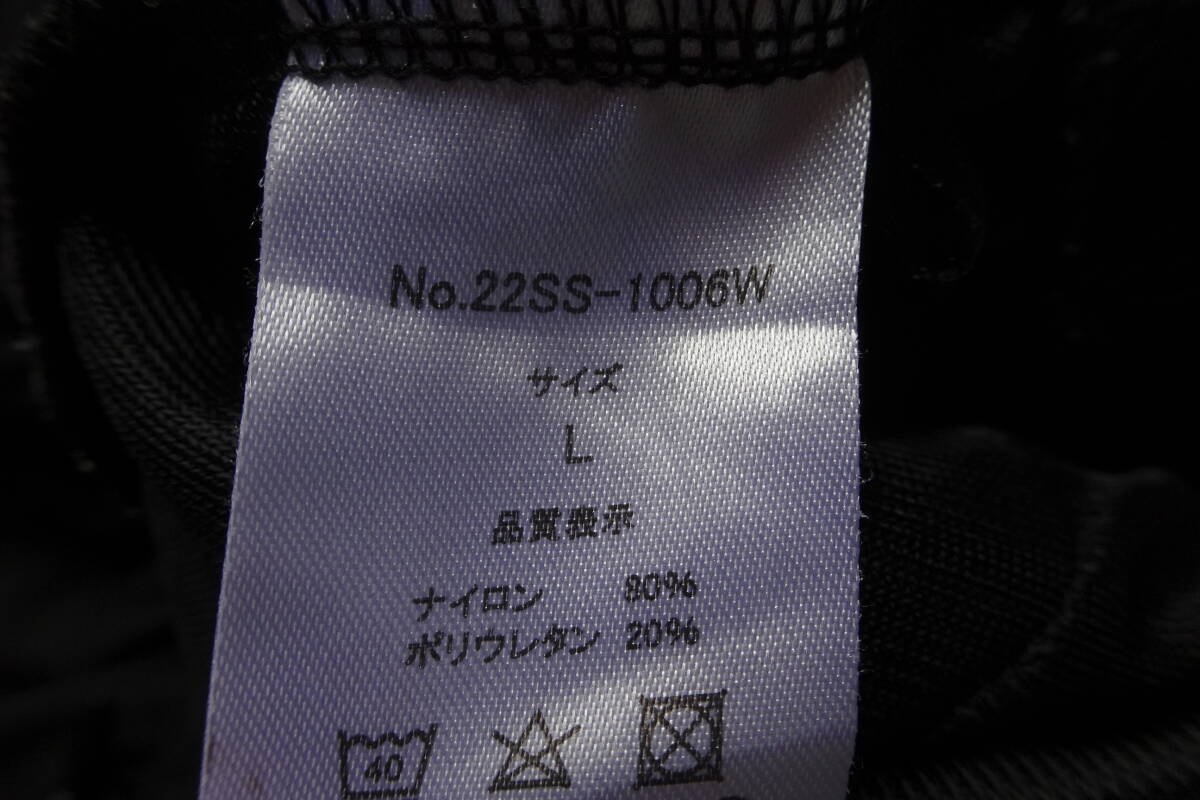 No.22SS-1006W
サイズ
L
品質表示
ナイロン 80%
ポリウレタン 20%
40